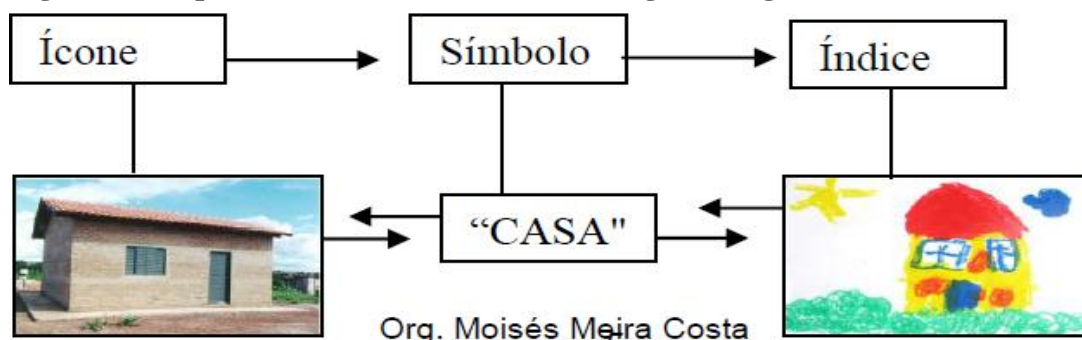 Ícone
Símbolo
Índice
“CASA"
Org. Moisés Meira Costa